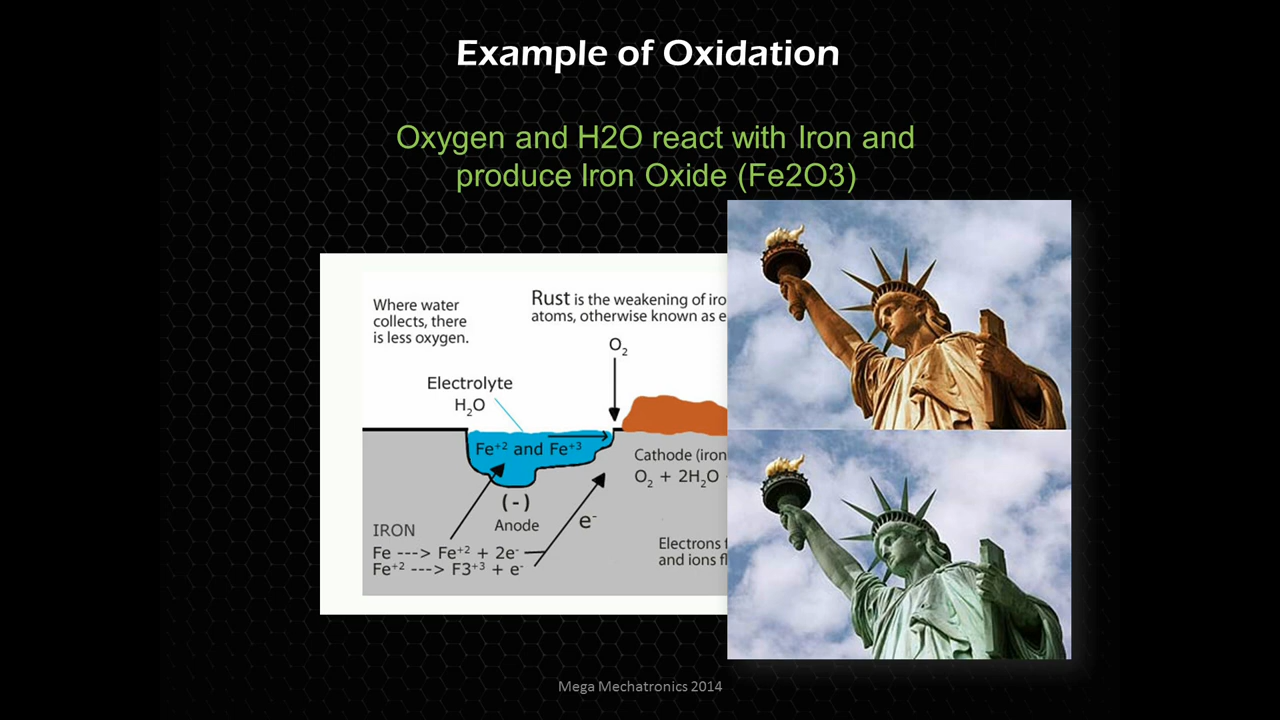 Example of Oxidation
Oxygen and H2O react with Iron and
produce Iron Oxide (Fe2O3)
Where water
collects, there
is less oxygen.
Rust is the weakening of iro
atoms, otherwise known as e
O₂
Electrolyte
H₂O
Fe⁺² and Fe⁺³
(-)
Anode
e⁻
Cathode (iron
O₂ + 2H₂O
IRON
Fe ---> Fe⁺² + 2e⁻
Fe⁺² ---> F3⁺³ + e⁻
Electrons f
and ions fl
Mega Mechatronics 2014